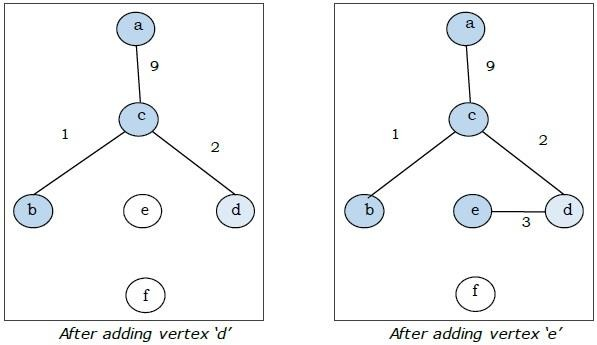 a
9
c
1
2
b
e
d
f
After adding vertex ‘d’
a
9
c
1
2
b
e
3
d
f
After adding vertex ‘e’